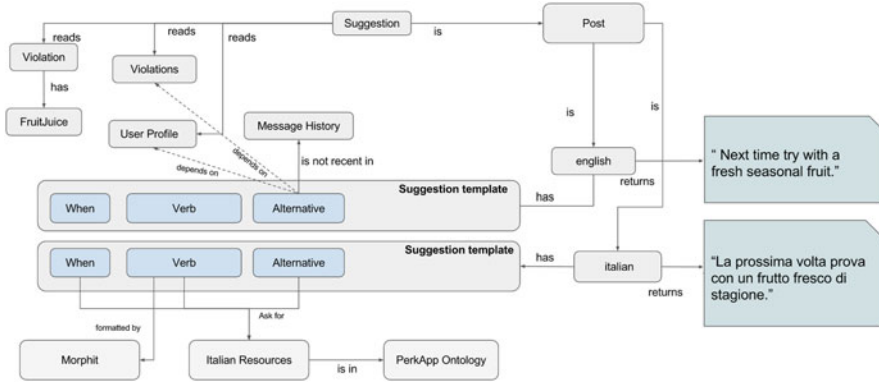 Suggestion
is
Post
reads
reads
reads
Violation
Violations
has
is
is
FruitJuice
User Profile
Message History
depends on
depends on
is not recent in
english
returns
“ Next time try with a
fresh seasonal fruit.”
Suggestion template
When
Verb
Alternative
has
Suggestion template
When
Verb
Alternative
has
italian
returns
“La prossima volta prova
con un frutto fresco di
stagione.”
formatted by
Ask for
Morphit
Italian Resources
is in
PerkApp Ontology